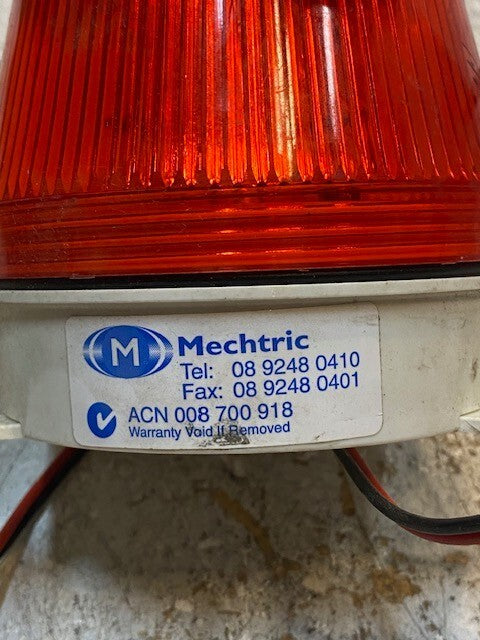 M Mechtric
Tel: 08 9248 0410
Fax: 08 9248 0401
ACN 008 700 918
Warranty Void If Removed